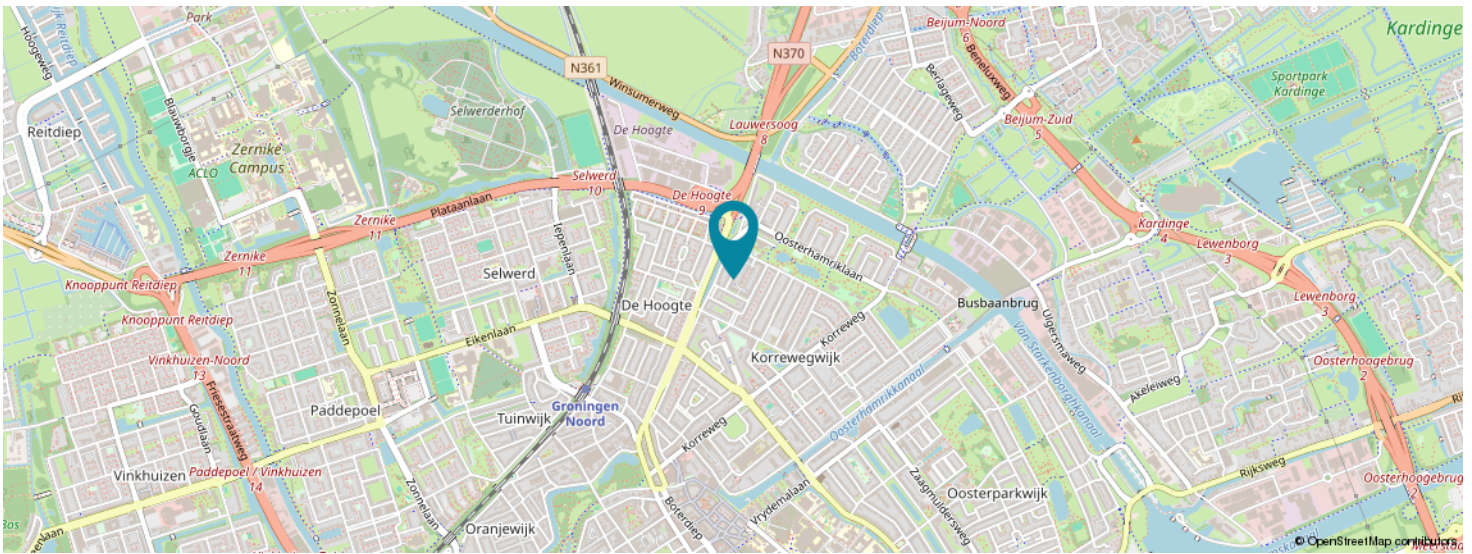 Park
Reitdiep
Hoogeweg
Reitdiep
Blauwborgje
Zernike
Campus
ACLO
Selwerderhof
N361
Winsumerweg
De Hoogte
N370
Lauwersoog
8
Boterdiep
Beijum-Noord
6
Beneluxweg
Berlageweg
Beijum-Zuid
5
Kardinge
Sportpark
Kardinge
Selwerd
10
De Hoogte
9
Plataanlaan
Zernike
11
Zernike
11
Knooppunt Reitdiep
Knooppunt Reitdiep
Zonnelaan
Selwerd
Iepenlaan
De Hoogte
Oosterhamriklaan
Kardinge
4
Lewenborg
3
Lewenborg
3
Busbaanbrug
Ulgersmaweg
Van Starkenborghkanaal
Korreweg
Korrewegwijk
Eikenlaan
Vinkhuizen-Noord
13
Friesestraatweg
Goudlaan
Paddepoel
Tuinwijk
Groningen
Noord
Korreweg
Oosterhamrikkanaal
Akeleiweg
Oosterhoogebrug
2
Vinkhuizen
Paddepoel / Vinkhuizen
14
Zonnelaan
Oranjewijk
Boterdiep
Vrydemalaan
Zaagmuldersweg
Oosterparkwijk
Rijksweg
Oosterhoogebrug
2
Bos
© OpenStreetMap contributors